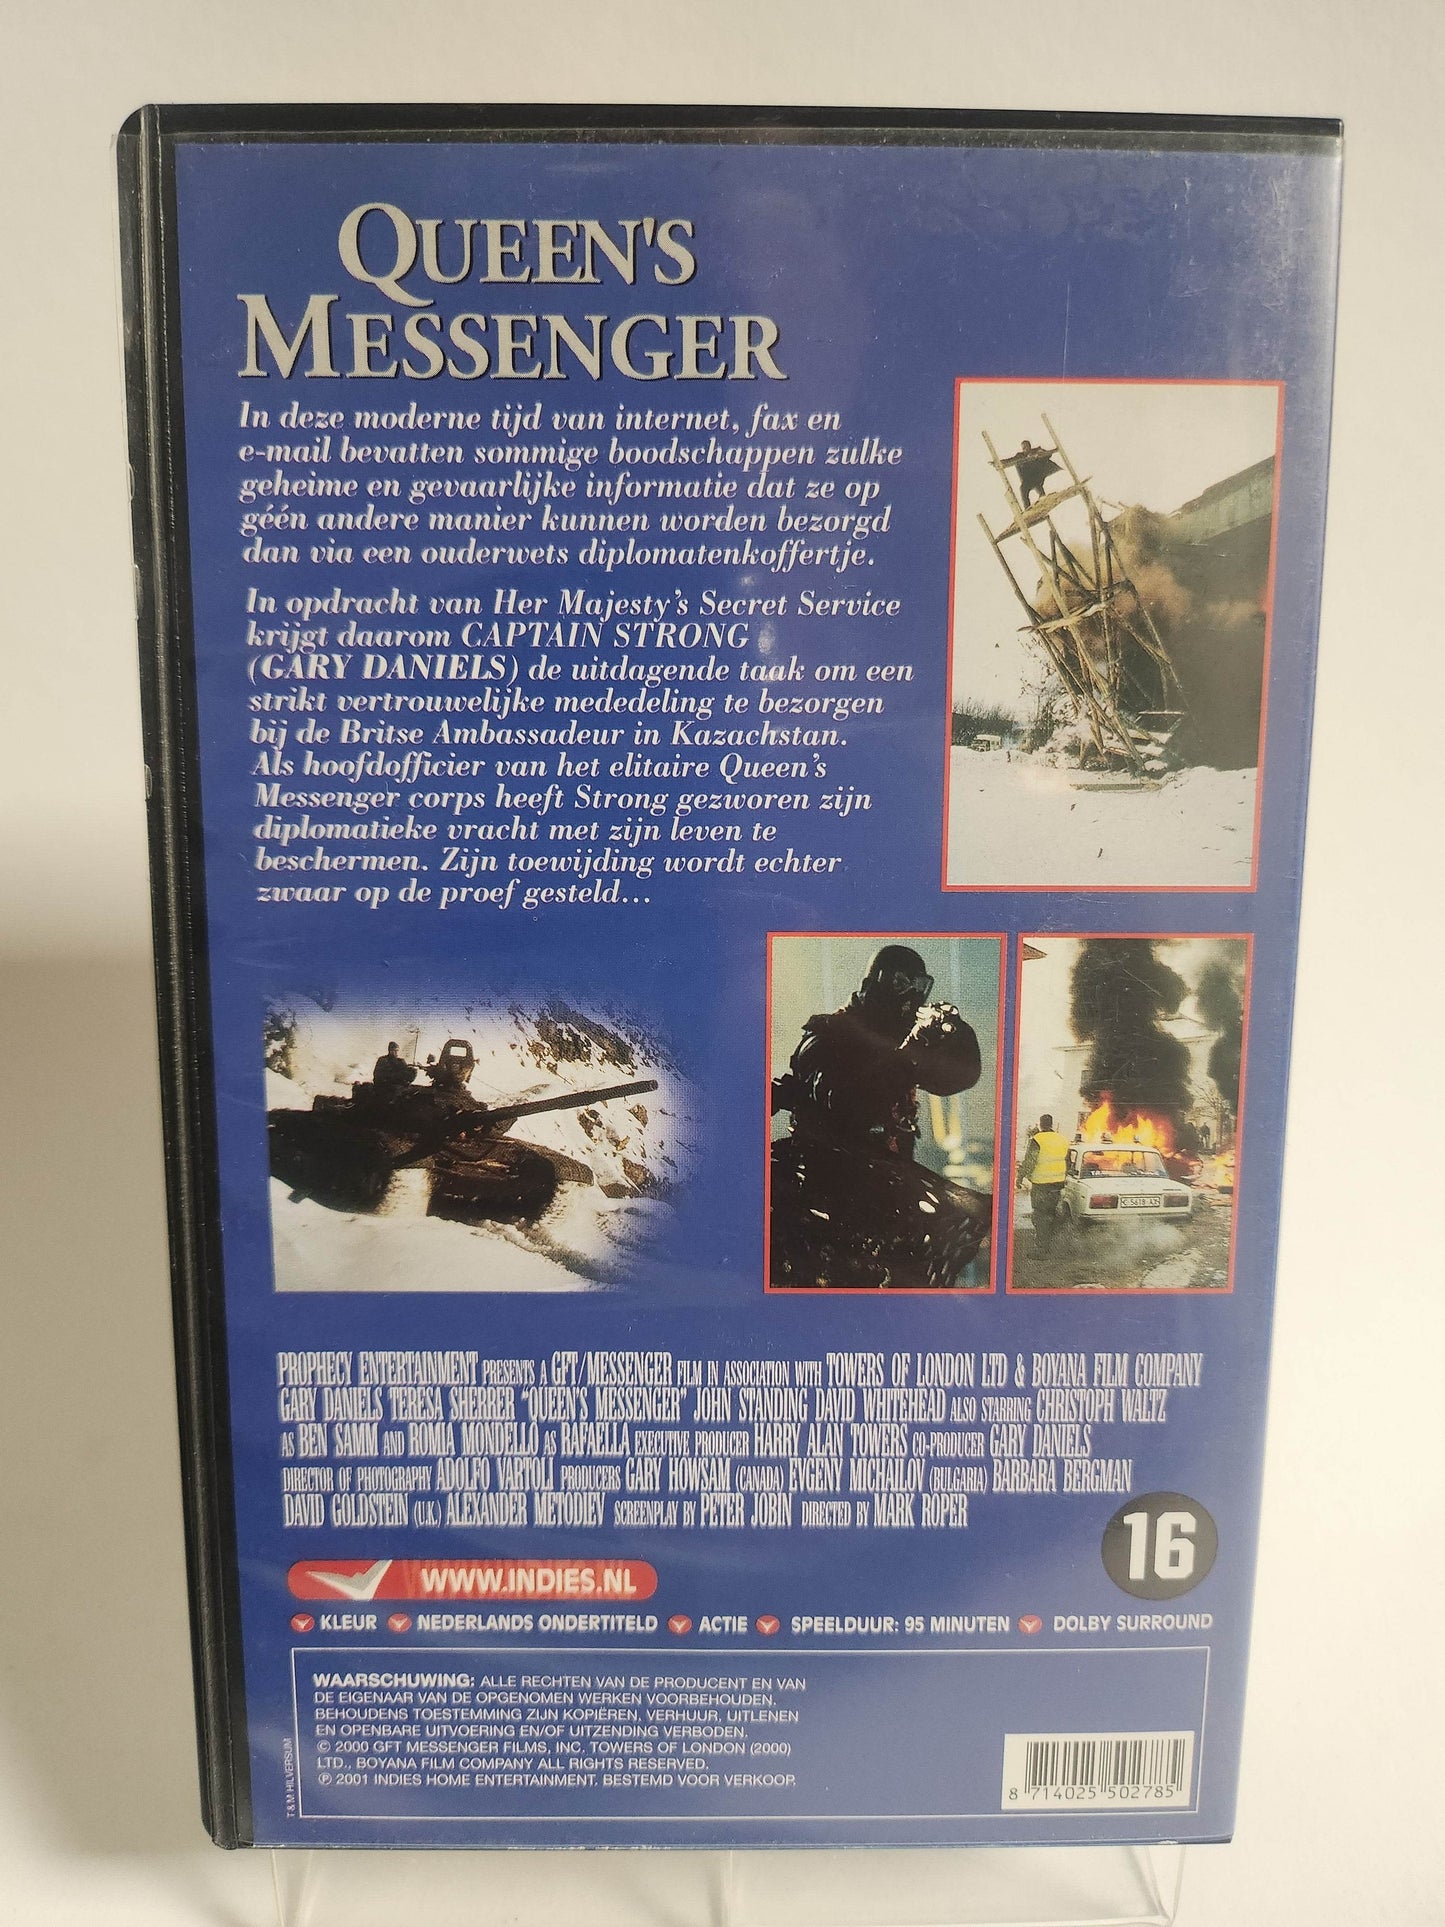 QUEEN'S
MESSENGER
In deze moderne tijd van internet, fax en
e-mail bevatten sommige boodschappen zulke
geheime en gevaarlijke informatie dat ze op
géén andere manier kunnen worden bezorgd
dan via een ouderwets diplomatenkoffertje.
In opdracht van Her Majesty's Secret Service
krijgt daarom CAPTAIN STRONG
(GARY DANIELS) de uitdagende taak om een
strikt vertrouwelijke mededeling te bezorgen
bij de Britse Ambassadeur in Kazachstan.
Als hoofdofficier van het elitaire Queen's
Messenger corps heeft Strong gezworen zijn
diplomatieke vracht met zijn leven te
beschermen. Zijn toewijding wordt echter
zwaar op de proef gesteld...
PROPHECY ENTERTAINMENT PRESENTS A GFT/MESSENGER FILM IN ASSOCIATION WITH TOWERS OF LONDON LTD & BOYANA FILM COMPANY
GARY DANIELS TERESA SHERRER "QUEEN'S MESSENGER" JOHN STANDING DAVID WHITEHEAD ALSO STARRING CHRISTOPH WALTZ
AS BEN SAMM AND ROMIA MONDELLO AS RAFAELLA EXECUTIVE PRODUCER HARRY ALAN TOWERS CO-PRODUCER GARY DANIELS
DIRECTOR OF PHOTOGRAPHY ADOLFO VARTOLI PRODUCERS GARY HOWSAM (CANADA) EVGENY MICHAILOV (BULGARIA) BARBARA BERGMAN
DAVID GOLDSTEIN (U.K.) ALEXANDER METODIEV SCREENPLAY BY PETER JOBIN DIRECTED BY MARK ROPER
16
WWW.INDIES.NL
KLEUR NEDERLANDS ONDERTITELD ACTIE SPEELDUUR: 95 MINUTEN DOLBY SURROUND
WAARSCHUWING: ALLE RECHTEN VAN DE PRODUCENT EN VAN
DE EIGENAAR VAN DE OPGENOMEN WERKEN VOORBEHOUDEN.
BEHOUDENS TOESTEMMING ZIJN KOPIËREN, VERHUUR, UITLENEN
EN OPENBARE UITVOERING EN/OF UITZENDING VERBODEN.
© 2000 GFT MESSENGER FILMS, INC. TOWERS OF LONDON (2000)
LTD., BOYANA FILM COMPANY ALL RIGHTS RESERVED.
℗ 2001 INDIES HOME ENTERTAINMENT. BESTEMD VOOR VERKOOP.
T & M HILVERSUM
8 714025 502785